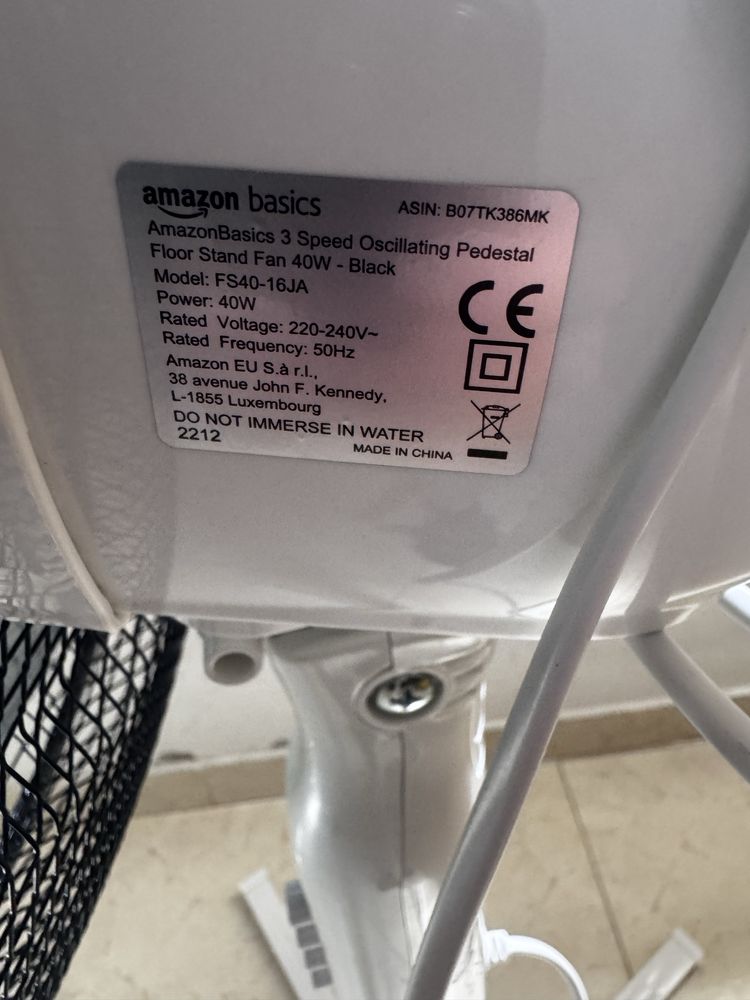 amazon basics ASIN: B07TK386MK
AmazonBasics 3 Speed Oscillating Pedestal
Floor Stand Fan 40W - Black
Model: FS40-16JA
Power: 40W
Rated Voltage: 220-240V~
Rated Frequency: 50Hz
Amazon EU S.à r.l.,
38 avenue John F. Kennedy,
L-1855 Luxembourg
DO NOT IMMERSE IN WATER
2212
MADE IN CHINA
CE